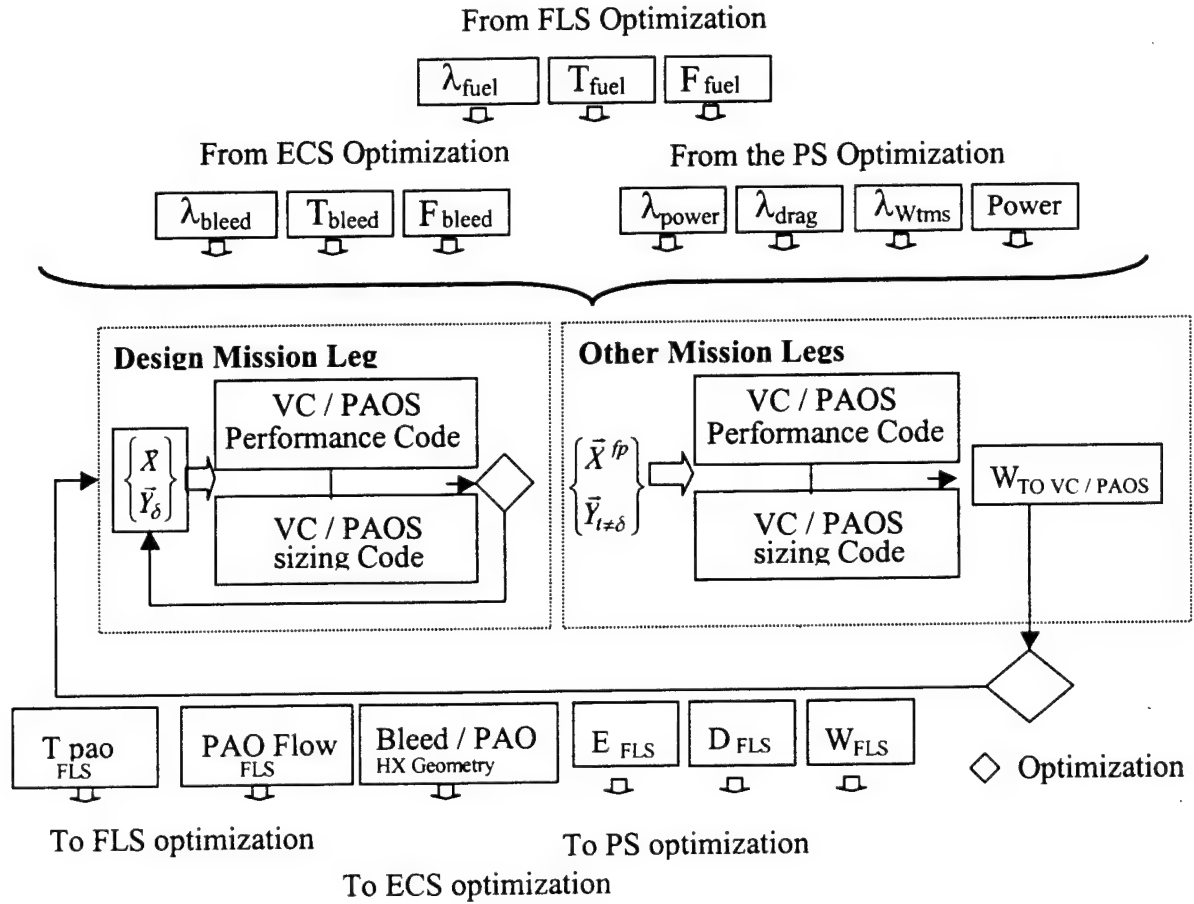 From FLS Optimization
λfuel Tfuel F fuel
From ECS Optimization
From the PS Optimization
λbleed Tbleed Fbleed
λpower λdrag λWtms Power
Design Mission Leg
Other Mission Legs
VC / PAOS
Performance Code
X̄
Y⃗δ
VC / PAOS
sizing Code
VC / PAOS
Performance Code
X⃗ fp
Y⃗t≠δ
VC / PAOS
sizing Code
WTO VC / PAOS
T pao
FLS
PAO Flow
FLS
Bleed / PAO
HX Geometry
E FLS
D FLS
WFLS
Optimization
To FLS optimization
To PS optimization
To ECS optimization